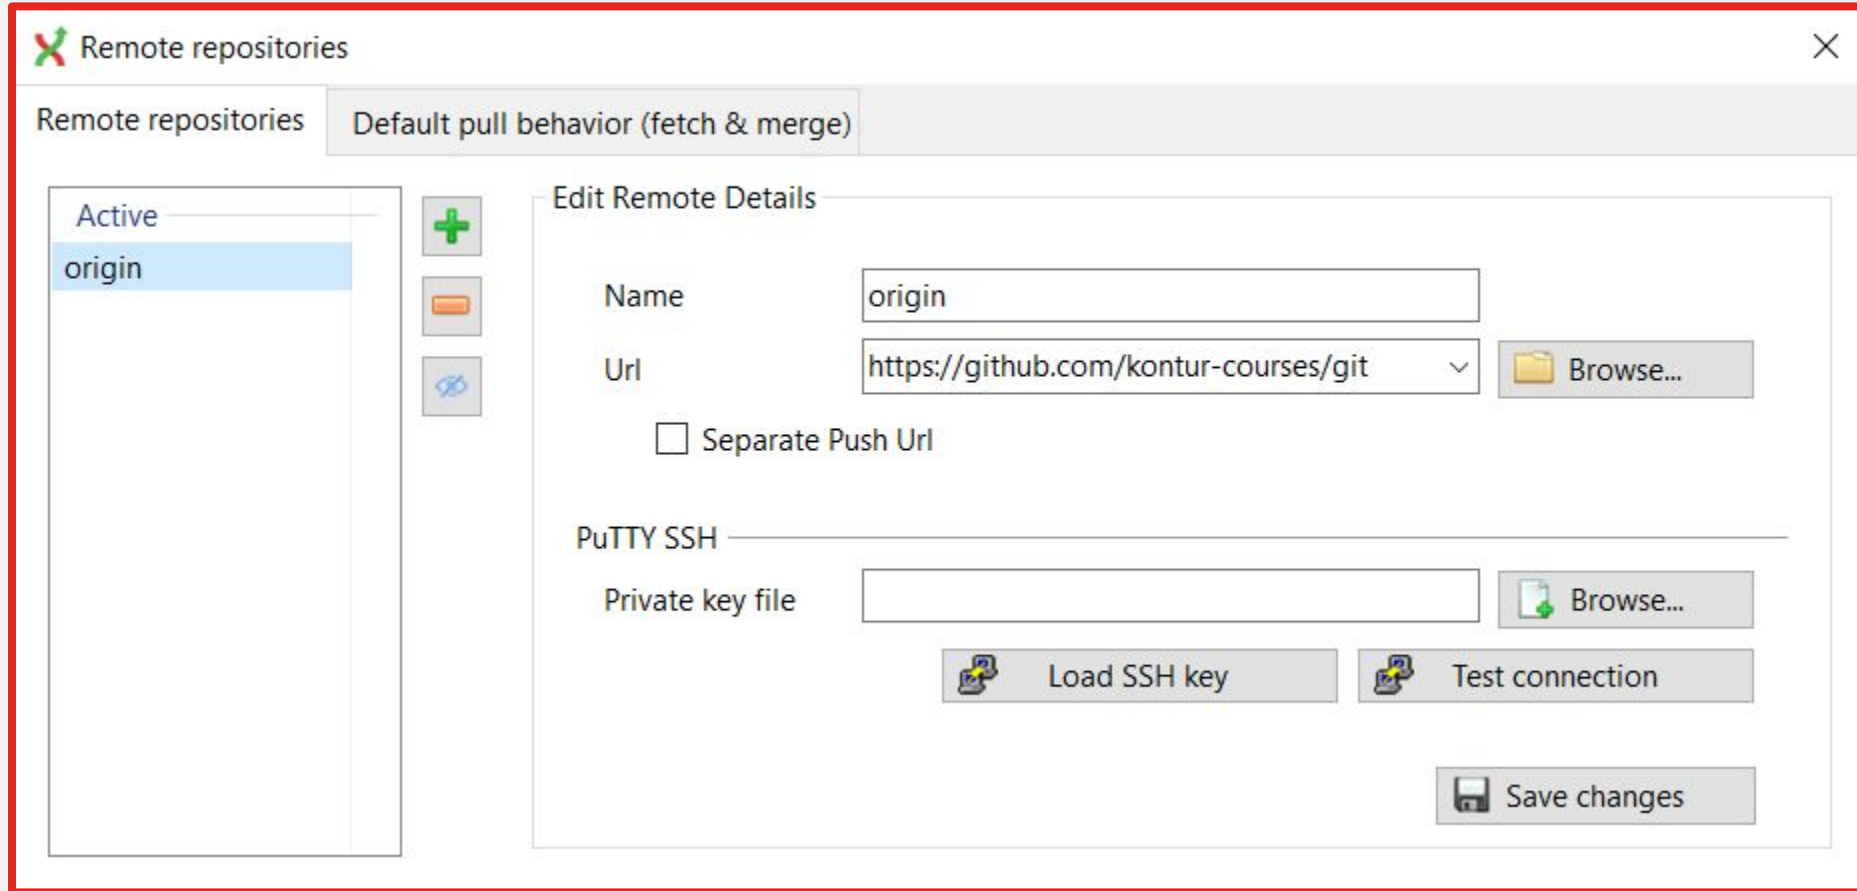 Remote repositories
Remote repositories
Default pull behavior (fetch & merge)
Active
origin
Edit Remote Details
Name
origin
Url
https://github.com/kontur-courses/git
Browse...
Separate Push Url
PuTTY SSH
Private key file
Browse...
Load SSH key
Test connection
Save changes